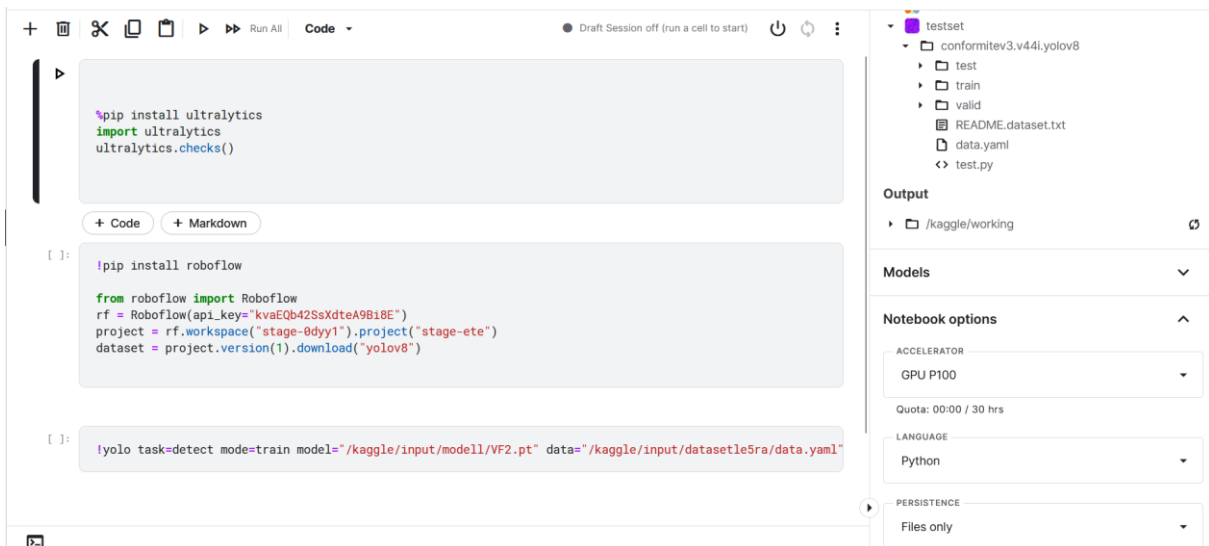 Run All
Code
Draft Session off (run a cell to start)
%pip install ultralytics
import ultralytics
ultralytics.checks()
+ Code
+ Markdown
[ ]:
!pip install roboflow
from roboflow import Roboflow
rf = Roboflow(api_key="kvaEQb42SsXdteA9Bi8E")
project = rf.workspace("stage-0dyy1").project("stage-ete")
dataset = project.version(1).download("yolov8")
[ ]:
!yolo task=detect mode=train model="/kaggle/input/modell/VF2.pt" data="/kaggle/input/datasetle5ra/data.yaml"
testset
conformitev3.v44i.yolov8
test
train
valid
README.dataset.txt
data.yaml
<> test.py
Output
/kaggle/working
Models
Notebook options
ACCELERATOR
GPU P100
Quota: 00:00 / 30 hrs
LANGUAGE
Python
PERSISTENCE
Files only